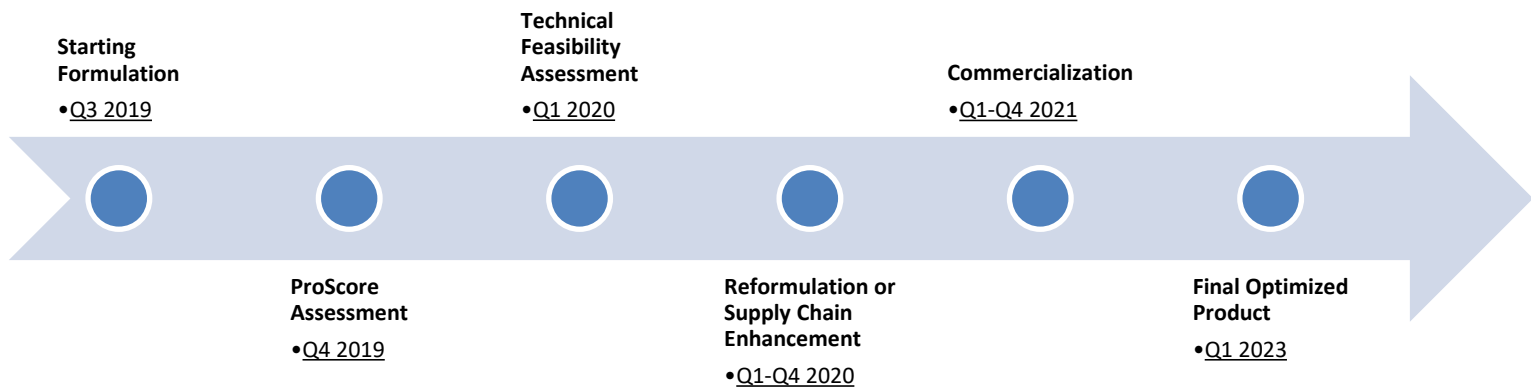 Starting
Formulation
•Q3 2019
ProScore
Assessment
•Q4 2019
Technical
Feasibility
Assessment
•Q1 2020
Reformulation or
Supply Chain
Enhancement
•Q1-Q4 2020
Commercialization
•Q1-Q4 2021
Final Optimized
Product
•Q1 2023